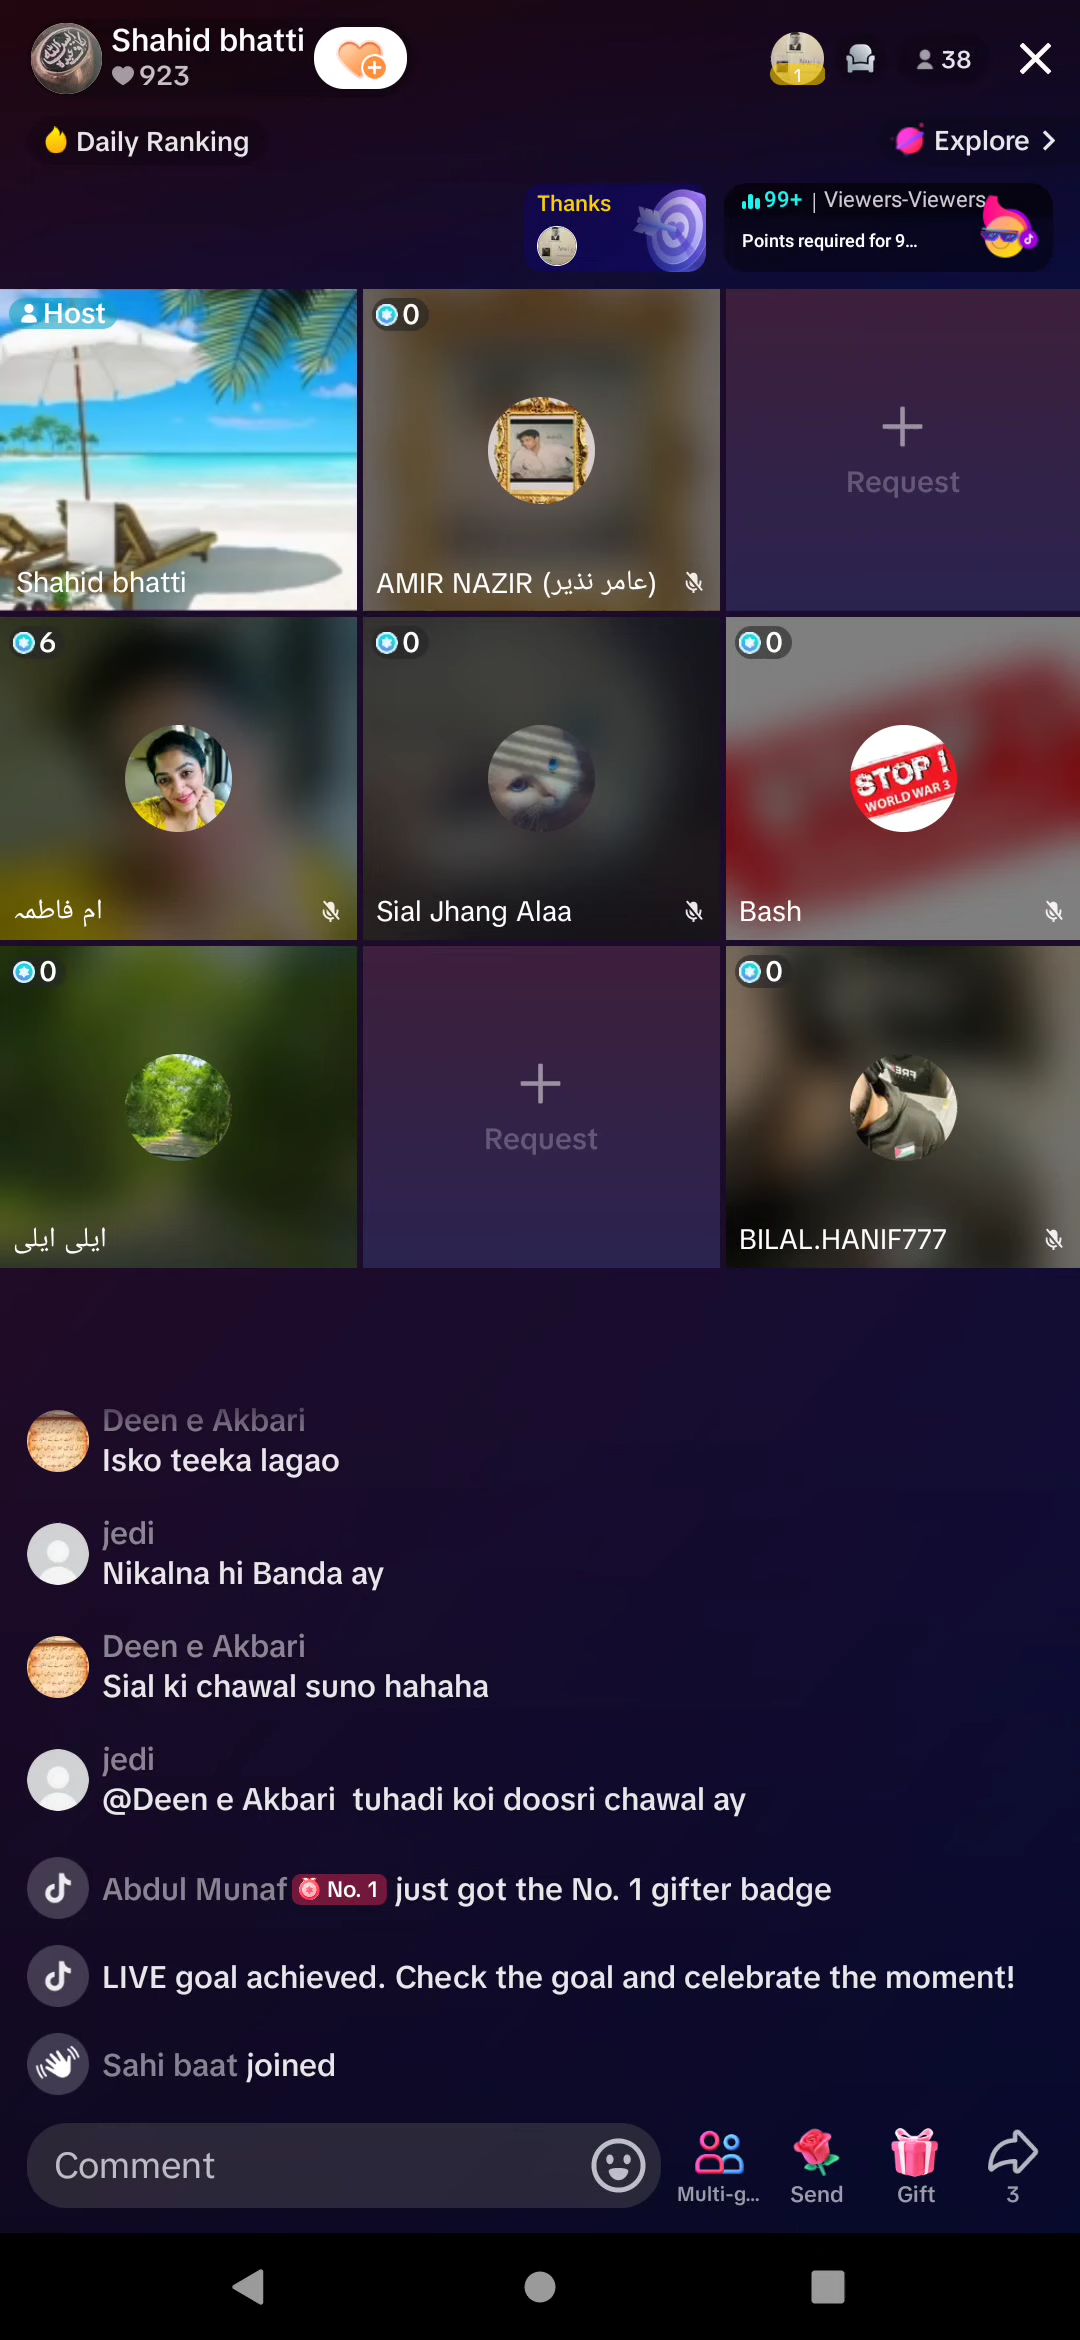 Shahid bhatti
923
1
38
Daily Ranking
Explore
Thanks
99+ | Viewers-Viewers
Points required for 9...
Host
Shahid bhatti
0
AMIR NAZIR (عامر نذیر)
Request
6
ام فاطمہ
0
Sial Jhang Alaa
0
STOP !
WORLD WAR 3
Bash
0
ایلی ایلی
Request
0
BILAL.HANIF777
Deen e Akbari
Isko teeka lagao
jedi
Nikalna hi Banda ay
Deen e Akbari
Sial ki chawal suno hahaha
jedi
@Deen e Akbari tuhadi koi doosri chawal ay
Abdul Munaf No. 1 just got the No. 1 gifter badge
LIVE goal achieved. Check the goal and celebrate the moment!
Sahi baat joined
Comment
Multi-g...
Send
Gift
3